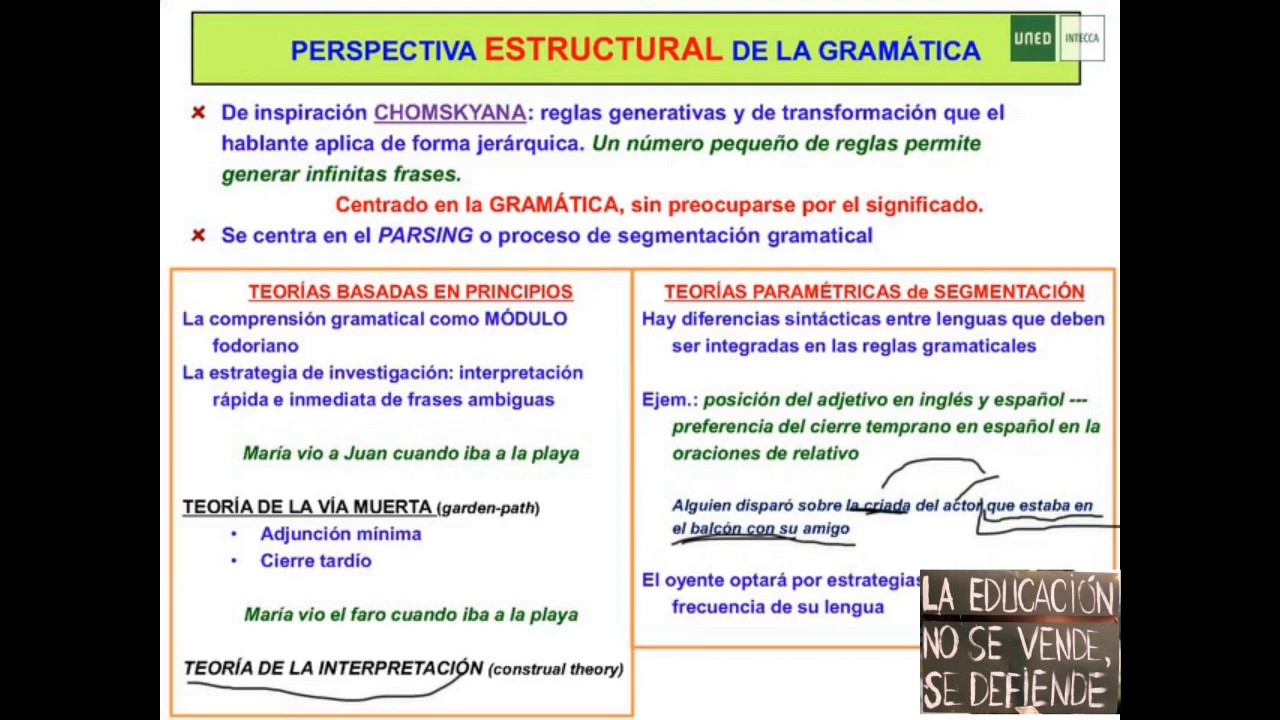 PERSPECTIVA ESTRUCTURAL DE LA GRAMÁTICA
UNED
INTECCA
De inspiración CHOMSKYANA: reglas generativas y de transformación que el
hablante aplica de forma jerárquica. Un número pequeño de reglas permite
generar infinitas frases.
Centrado en la GRAMÁTICA, sin preocuparse por el significado.
Se centra en el PARSING o proceso de segmentación gramatical
TEORÍAS BASADAS EN PRINCIPIOS
La comprensión gramatical como MÓDULO
fodoriano
La estrategia de investigación: interpretación
rápida e inmediata de frases ambiguas
María vio a Juan cuando iba a la playa
TEORÍA DE LA VÍA MUERTA (garden-path)
• Adjunción mínima
• Cierre tardío
María vio el faro cuando iba a la playa
TEORÍA DE LA INTERPRETACIÓN (construal theory)
TEORÍAS PARAMÉTRICAS de SEGMENTACIÓN
Hay diferencias sintácticas entre lenguas que deben
ser integradas en las reglas gramaticales
Ejem.: posición del adjetivo en inglés y español ---
preferencia del cierre temprano en español en la
oraciones de relativo
Alguien disparó sobre la criada del actor que estaba en
el balcón con su amigo
El oyente optará por estrategias
frecuencia de su lengua
LA EDUCACIÓN
NO SE VENDE,
SE DEFIENDE